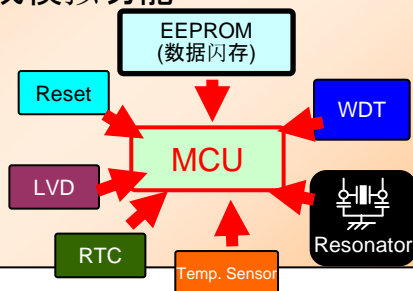 EEPROM
(数据闪存)
Reset
WDT
MCU
LVD
Resonator
RTC
Temp. Sensor